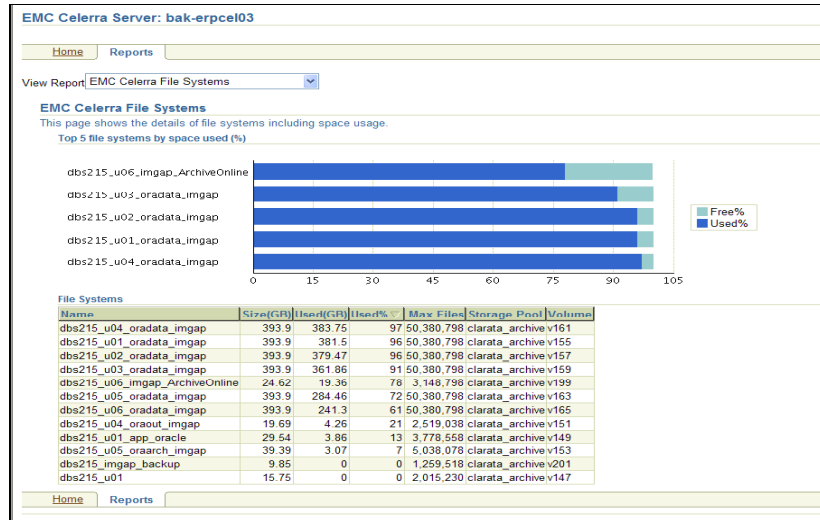 EMC Celerra Server: bak-erpcel03
Home Reports
View Report EMC Celerra File Systems
EMC Celerra File Systems
This page shows the details of file systems including space usage.
Top 5 file systems by space used (%)
dbs215_u06_imgap_ArchiveOnline
dbs215_u03_oradata_imgap
dbs215_u02_oradata_imgap
dbs215_u01_oradata_imgap
dbs215_u04_oradata_imgap
Free%
Used%
0 15 30 45 60 75 90 105
File Systems
Name Size(GB) Used(GB) Used% Max Files Storage Pool Volume
dbs215_u04_oradata_imgap 393.9 383.75 97 50,380,798 clarata_archive v161
dbs215_u01_oradata_imgap 393.9 381.5 96 50,380,798 clarata_archive v155
dbs215_u02_oradata_imgap 393.9 379.47 96 50,380,798 clarata_archive v157
dbs215_u03_oradata_imgap 393.9 361.86 91 50,380,798 clarata_archive v159
dbs215_u06_imgap_ArchiveOnline 24.62 19.36 78 3,148,798 clarata_archive v199
dbs215_u05_oradata_imgap 393.9 284.46 72 50,380,798 clarata_archive v163
dbs215_u06_oradata_imgap 393.9 241.3 61 50,380,798 clarata_archive v165
dbs215_u04_oraout_imgap 19.69 4.26 21 2,519,038 clarata_archive v151
dbs215_u01_app_oracle 29.54 3.86 13 3,778,558 clarata_archive v149
dbs215_u05_oraarch_imgap 39.39 3.07 7 5,038,078 clarata_archive v153
dbs215_imgap_backup 9.85 0 0 1,259,518 clarata_archive v201
dbs215_u01 15.75 0 0 2,015,230 clarata_archive v147
Home Reports